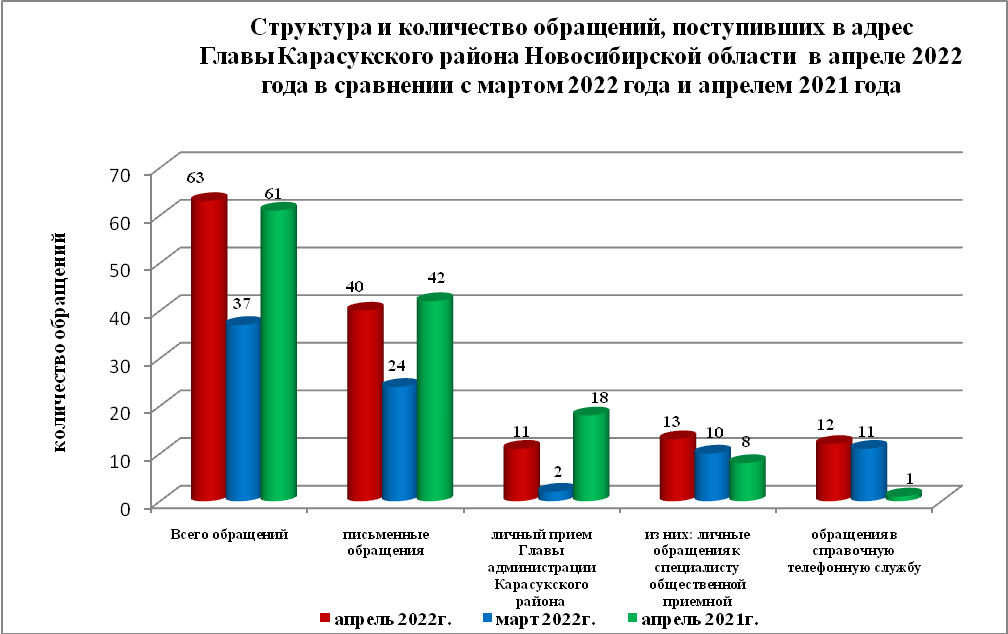 Структура и количество обращений, поступивших в адрес
Главы Карасукского района Новосибирской области в апреле 2022
года в сравнении с мартом 2022 года и апрелем 2021 года
количество обращений
70
60
50
40
30
20
10
0
63
37
61
40
24
42
11
2
18
13
10
8
12
11
1
Всего обращений
письменные
обращения
личный прием
Главы
администрации
Карасукского
района
из них: личные
обращения к
специалисту
общественной
приемной
обращения в
справочную
телефонную службу
апрель 2022г.
март 2022г.
апрель 2021г.